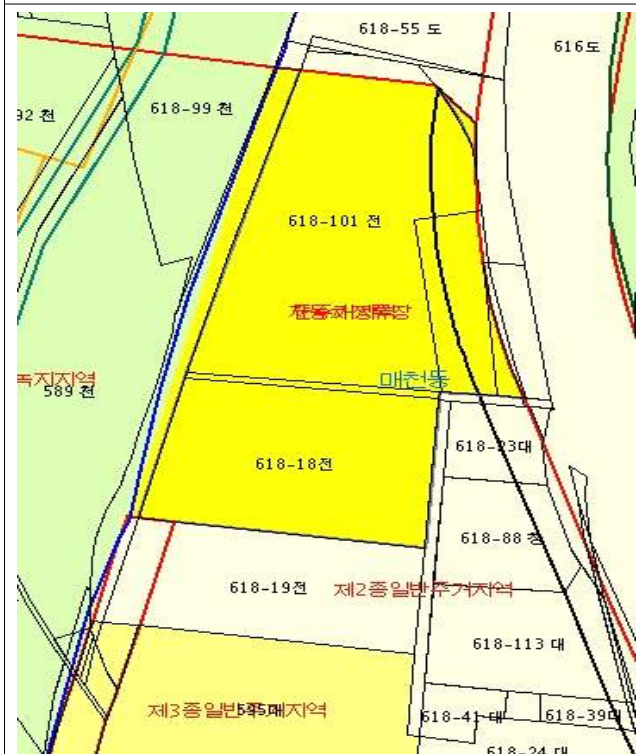 618-55 도
616도
92 천
618-99 천
618-101 전
매천동
녹지지역
589 천
618-18전
618-23대
618-88 창
618-19전
제2종일반주거지역
618-113 대
제3종일반주거지역
618-41 대
618-39대
618-24 대